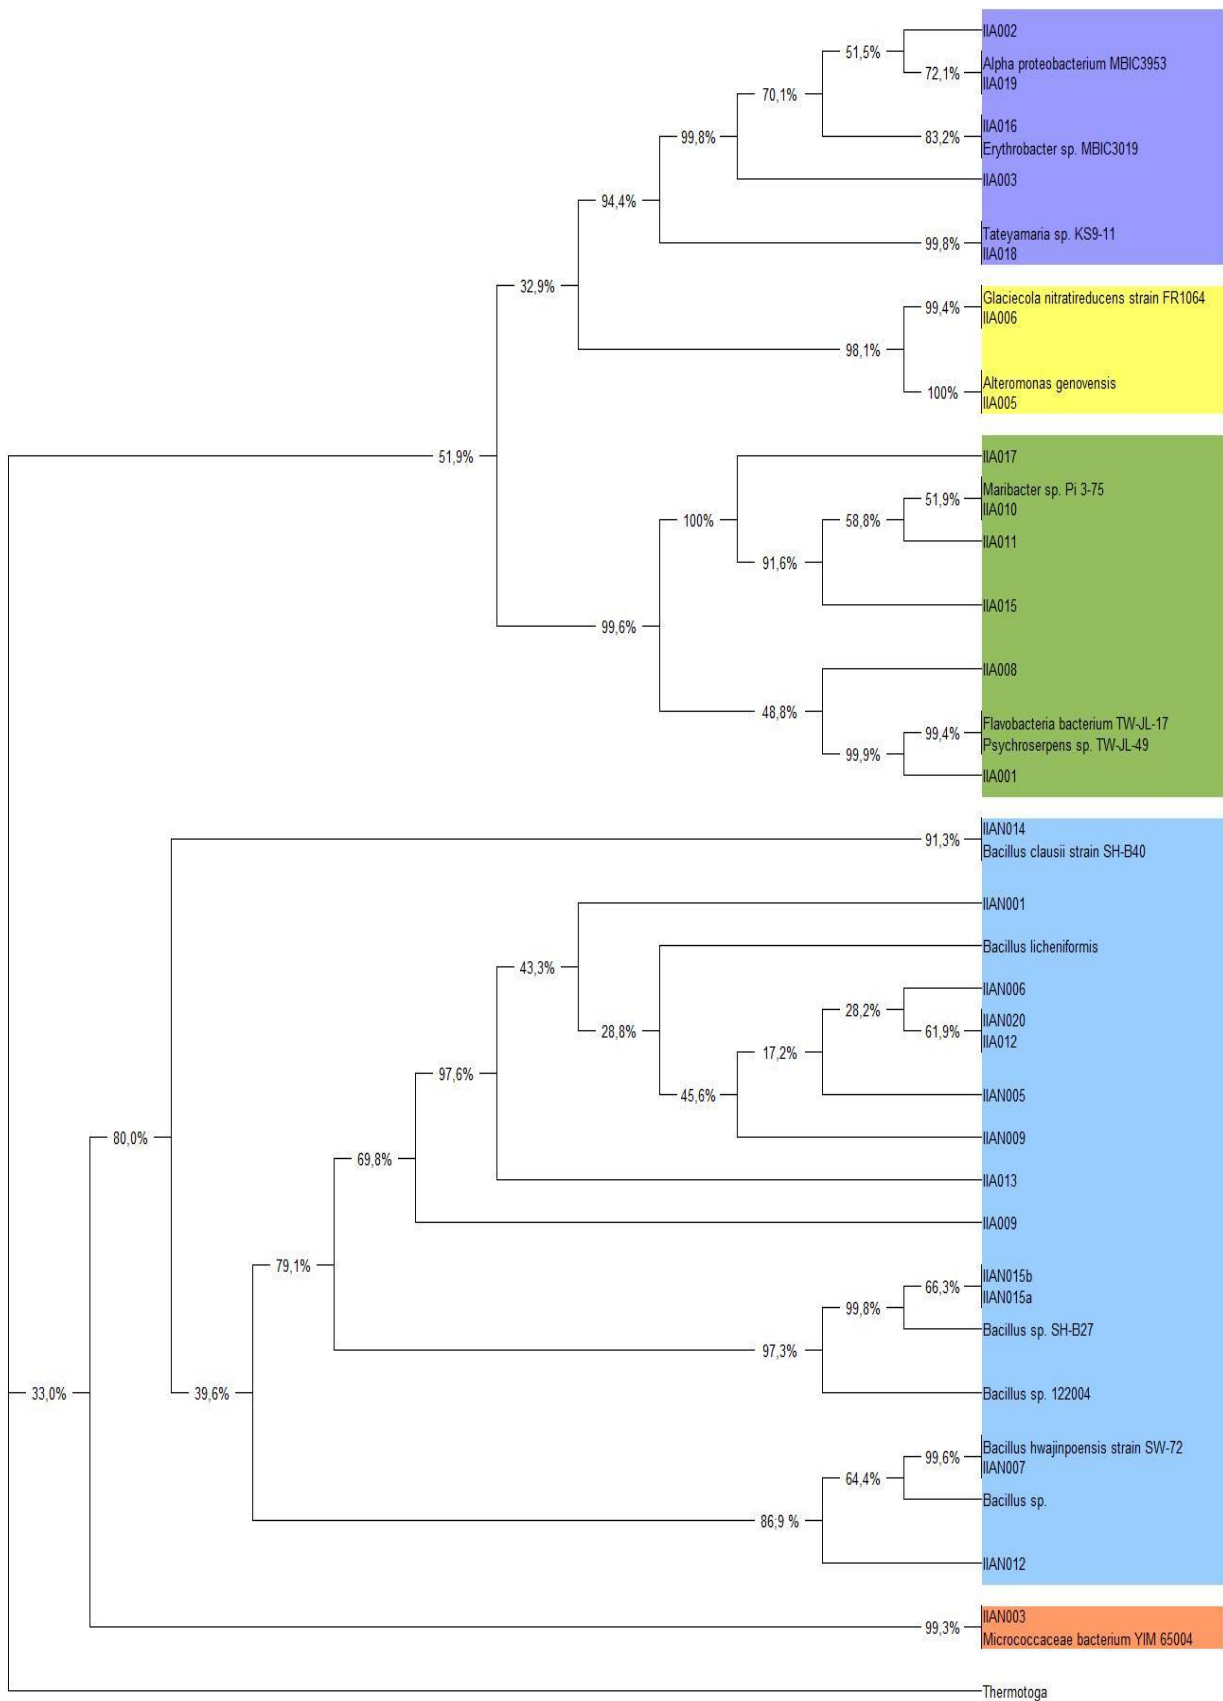 IIA002
51,5%
Alpha proteobacterium MBIC3953
72,1%
IIA019
70,1%
IIA016
99,8%
83,2%
Erythrobacter sp. MBIC3019
IIA003
94,4%
Tateyamaria sp. KS9-11
99,8%
IIA018
32,9%
Glaciecola nitratireducens strain FR1064
99,4%
IIA006
98,1%
Alteromonas genovensis
100%
IIA005
51,9%
IIA017
Maribacter sp. Pi 3-75
51,9%
IIA010
100%
58,8%
IIA011
91,6%
IIA015
99,6%
IIA008
48,8%
Flavobacteria bacterium TW-JL-17
99,4%
Psychroserpens sp. TW-JL-49
99,9%
IIA001
IIAN014
91,3%
Bacillus clausii strain SH-B40
IIAN001
Bacillus licheniformis
43,3%
IIAN006
28,2%
IIAN020
28,8%
61,9%
IIA012
17,2%
97,6%
45,6%
IIAN005
80,0%
IIAN009
69,8%
IIA013
IIA009
79,1%
IIAN015b
66,3%
IIAN015a
99,8%
Bacillus sp. SH-B27
97,3%
33,0%
39,6%
Bacillus sp. 122004
Bacillus hwajinpoensis strain SW-72
99,6%
IIAN007
64,4%
Bacillus sp.
86,9 %
IIAN012
IIAN003
99,3%
Micrococcaceae bacterium YIM 65004
Thermotoga